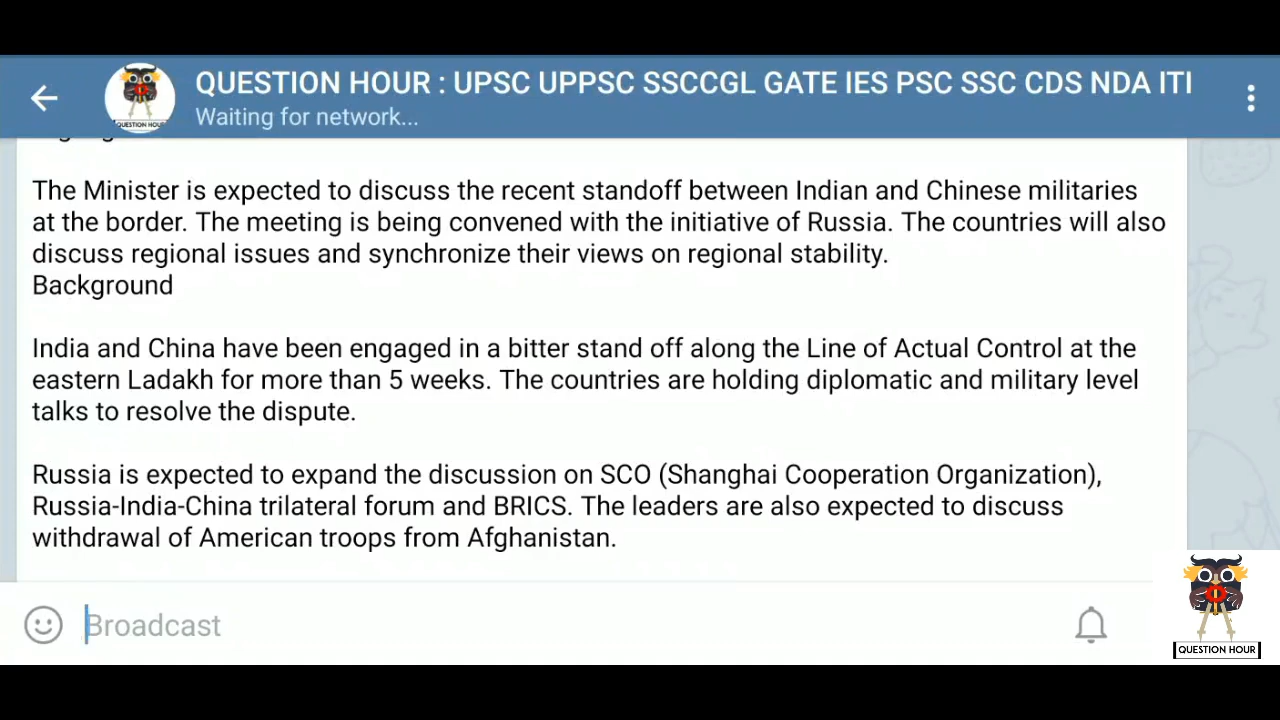 QUESTION HOUR : UPSC UPPSC SSCCGL GATE IES PSC SSC CDS NDA ITI
Waiting for network...
QUESTION HOUR
The Minister is expected to discuss the recent standoff between Indian and Chinese militaries
at the border. The meeting is being convened with the initiative of Russia. The countries will also
discuss regional issues and synchronize their views on regional stability.
Background
India and China have been engaged in a bitter stand off along the Line of Actual Control at the
eastern Ladakh for more than 5 weeks. The countries are holding diplomatic and military level
talks to resolve the dispute.
Russia is expected to expand the discussion on SCO (Shanghai Cooperation Organization),
Russia-India-China trilateral forum and BRICS. The leaders are also expected to discuss
withdrawal of American troops from Afghanistan.
Broadcast
QUESTION HOUR